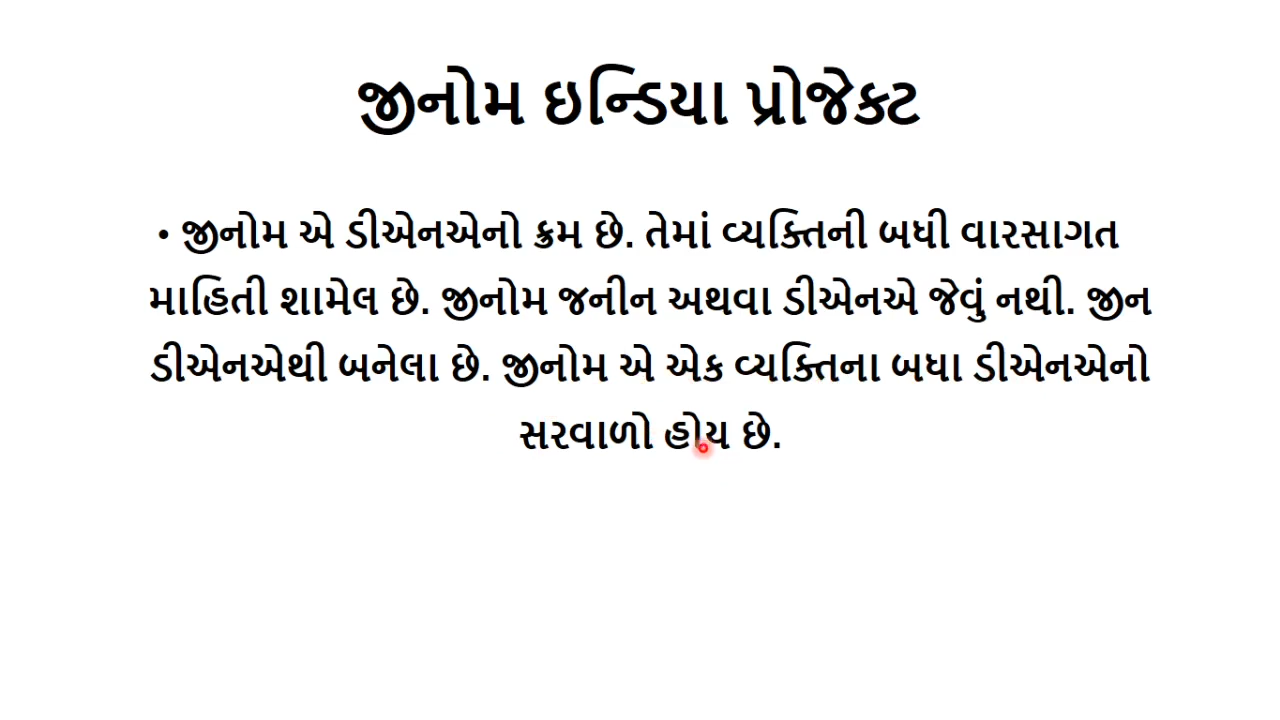 જીનોમ ઇન્ડિયા પ્રોજેક્ટ
• જીનોમ એ ડીએનએનો ક્રમ છે. તેમાં વ્યક્તિની બધી વારસાગત
માહિતી શામેલ છે. જીનોમ જનીન અથવા ડીએનએ જેવું નથી. જીન
ડીએનએથી બનેલા છે. જીનોમ એ એક વ્યક્તિના બધા ડીએનએનો
સરવાળો હોય છે.